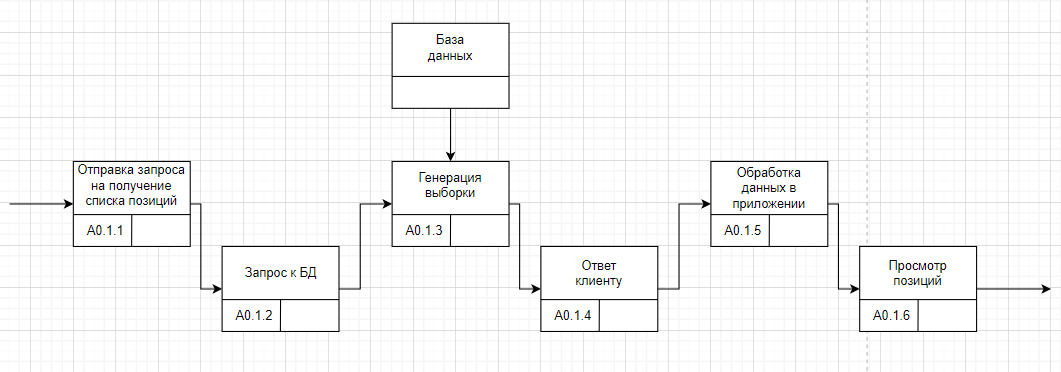 База
данных
Отправка запроса
на получение
списка позиций
A0.1.1
Запрос к БД
A0.1.2
Генерация
выборки
A0.1.3
Ответ
клиенту
A0.1.4
Обработка
данных в
приложении
A0.1.5
Просмотр
позиций
A0.1.6